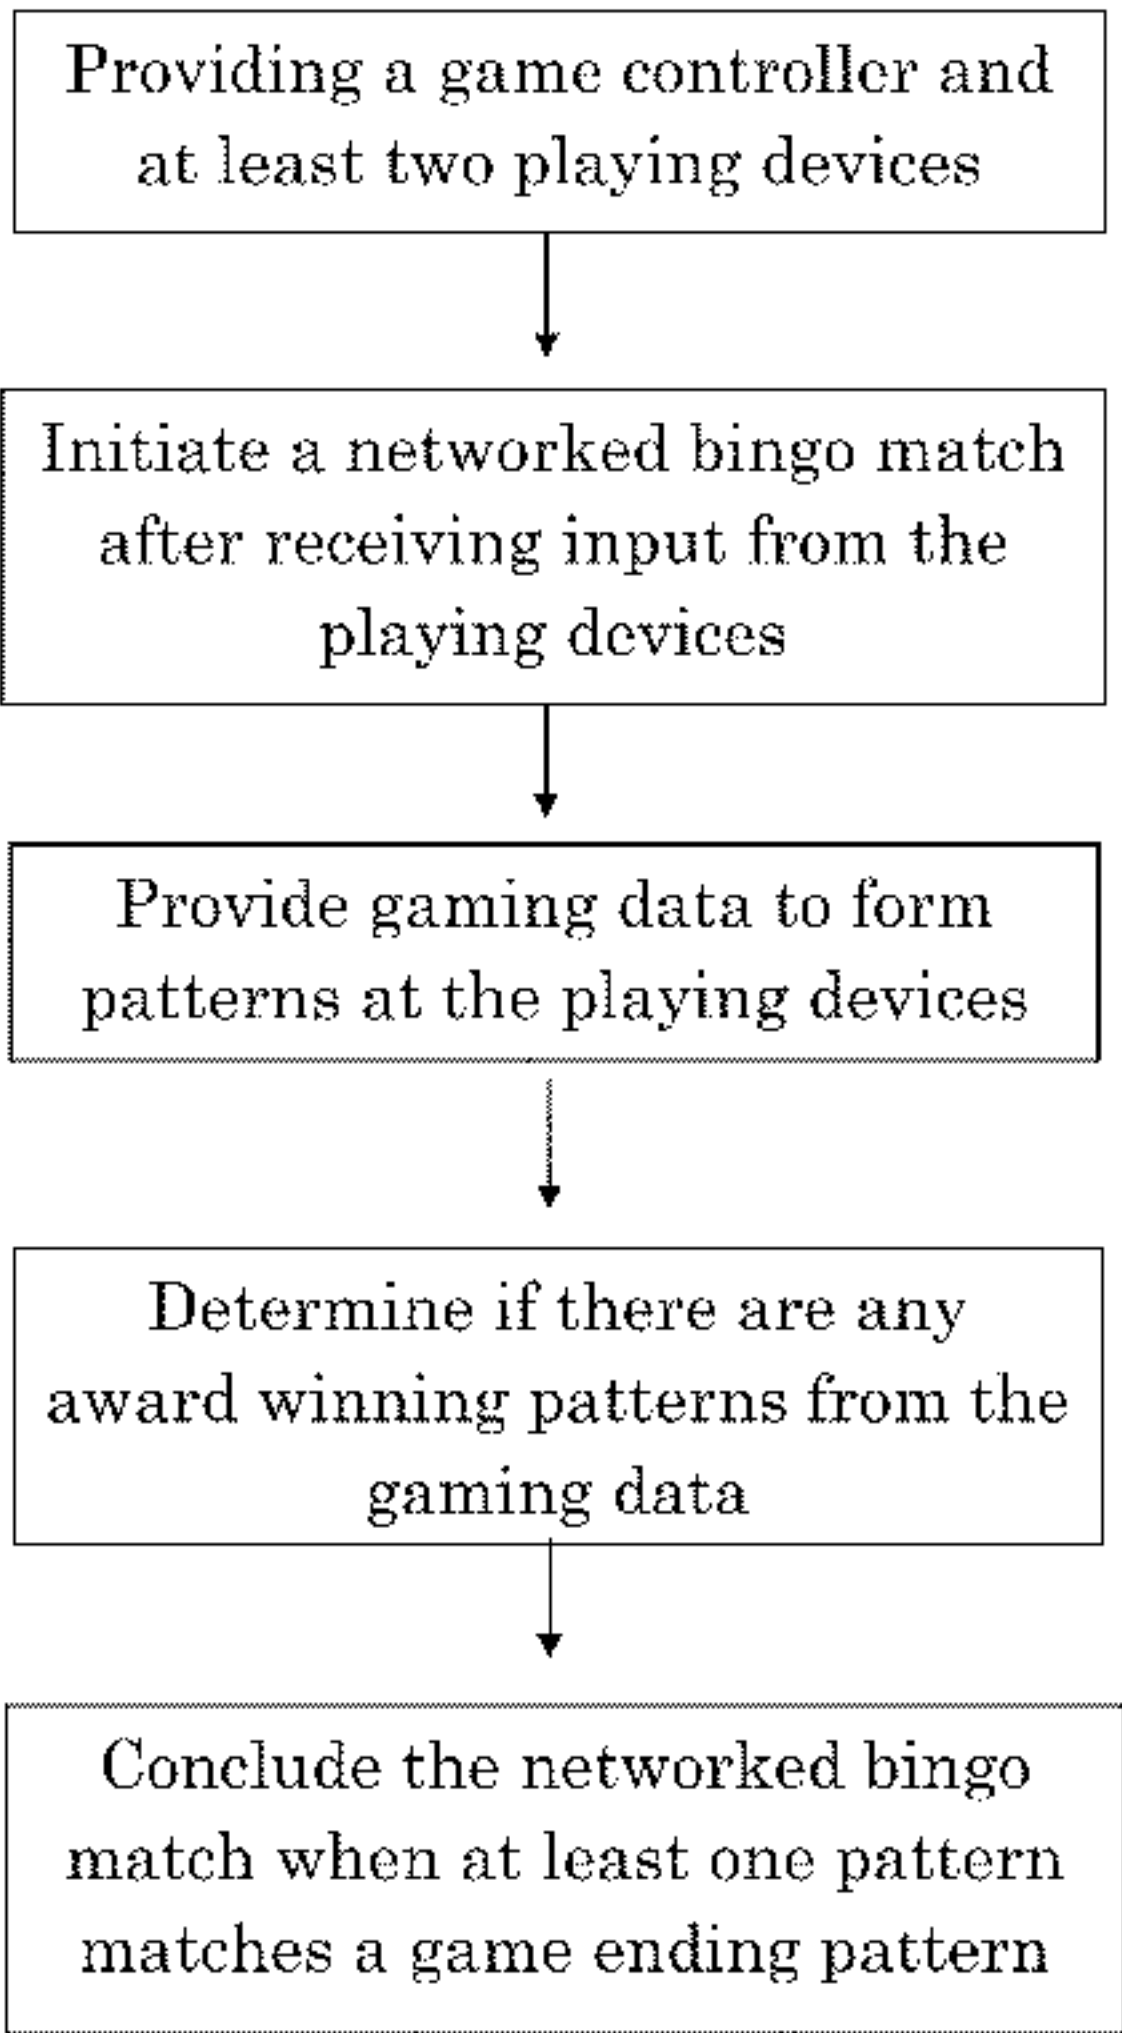 Providing a game controller and
at least two playing devices
Initiate a networked bingo match
after receiving input from the
playing devices
Provide gaming data to form
patterns at the playing devices
Determine if there are any
award winning patterns from the
gaming data
Conclude the networked bingo
match when at least one pattern
matches a game ending pattern